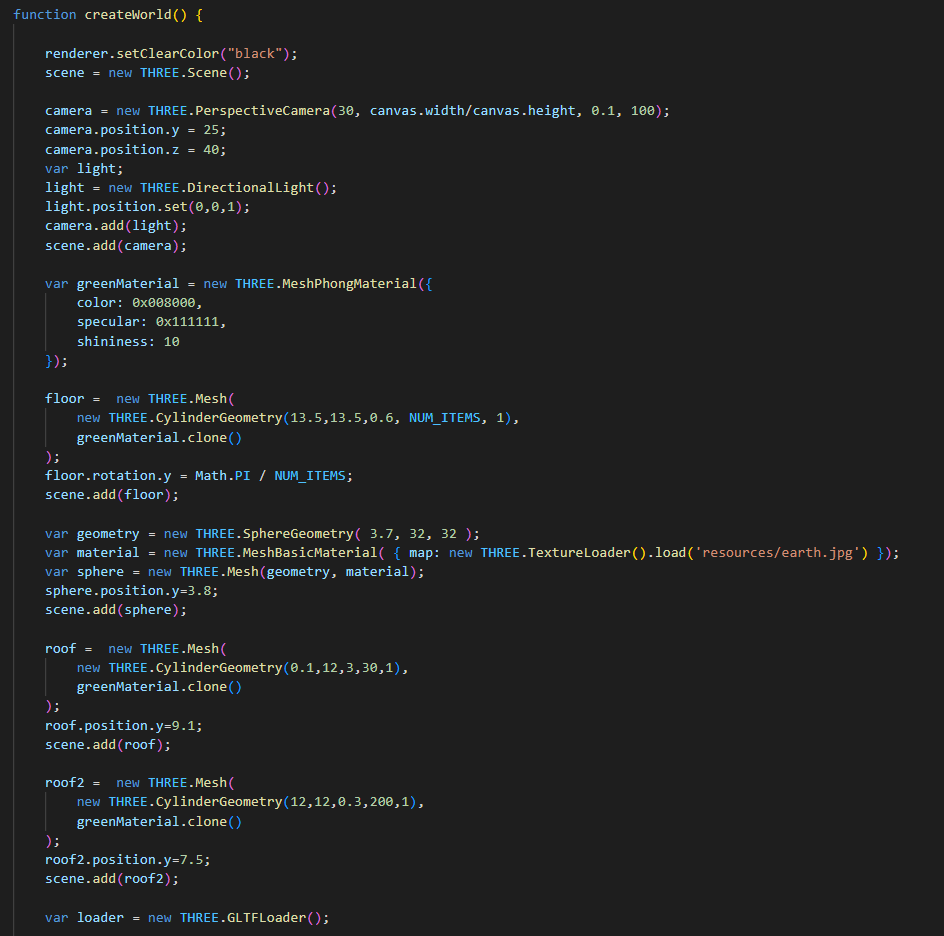 function createWorld() {
renderer.setClearColor("black");
scene = new THREE.Scene();
camera = new THREE.PerspectiveCamera(30, canvas.width/canvas.height, 0.1, 100);
camera.position.y = 25;
camera.position.z = 40;
var light;
light = new THREE.DirectionalLight();
light.position.set(0,0,1);
camera.add(light);
scene.add(camera);
var greenMaterial = new THREE.MeshPhongMaterial({
color: 0x008000,
specular: 0x111111,
shininess: 10
});
floor =  new THREE.Mesh(
new THREE.CylinderGeometry(13.5,13.5,0.6, NUM_ITEMS, 1),
greenMaterial.clone()
);
floor.rotation.y = Math.PI / NUM_ITEMS;
scene.add(floor);
var geometry = new THREE.SphereGeometry( 3.7, 32, 32 );
var material = new THREE.MeshBasicMaterial( { map: new THREE.TextureLoader().load('resources/earth.jpg') });
var sphere = new THREE.Mesh(geometry, material);
sphere.position.y=3.8;
scene.add(sphere);
roof =  new THREE.Mesh(
new THREE.CylinderGeometry(0.1,12,3,30,1),
greenMaterial.clone()
);
roof.position.y=9.1;
scene.add(roof);
roof2 =  new THREE.Mesh(
new THREE.CylinderGeometry(12,12,0.3,200,1),
greenMaterial.clone()
);
roof2.position.y=7.5;
scene.add(roof2);
var loader = new THREE.GLTFLoader();